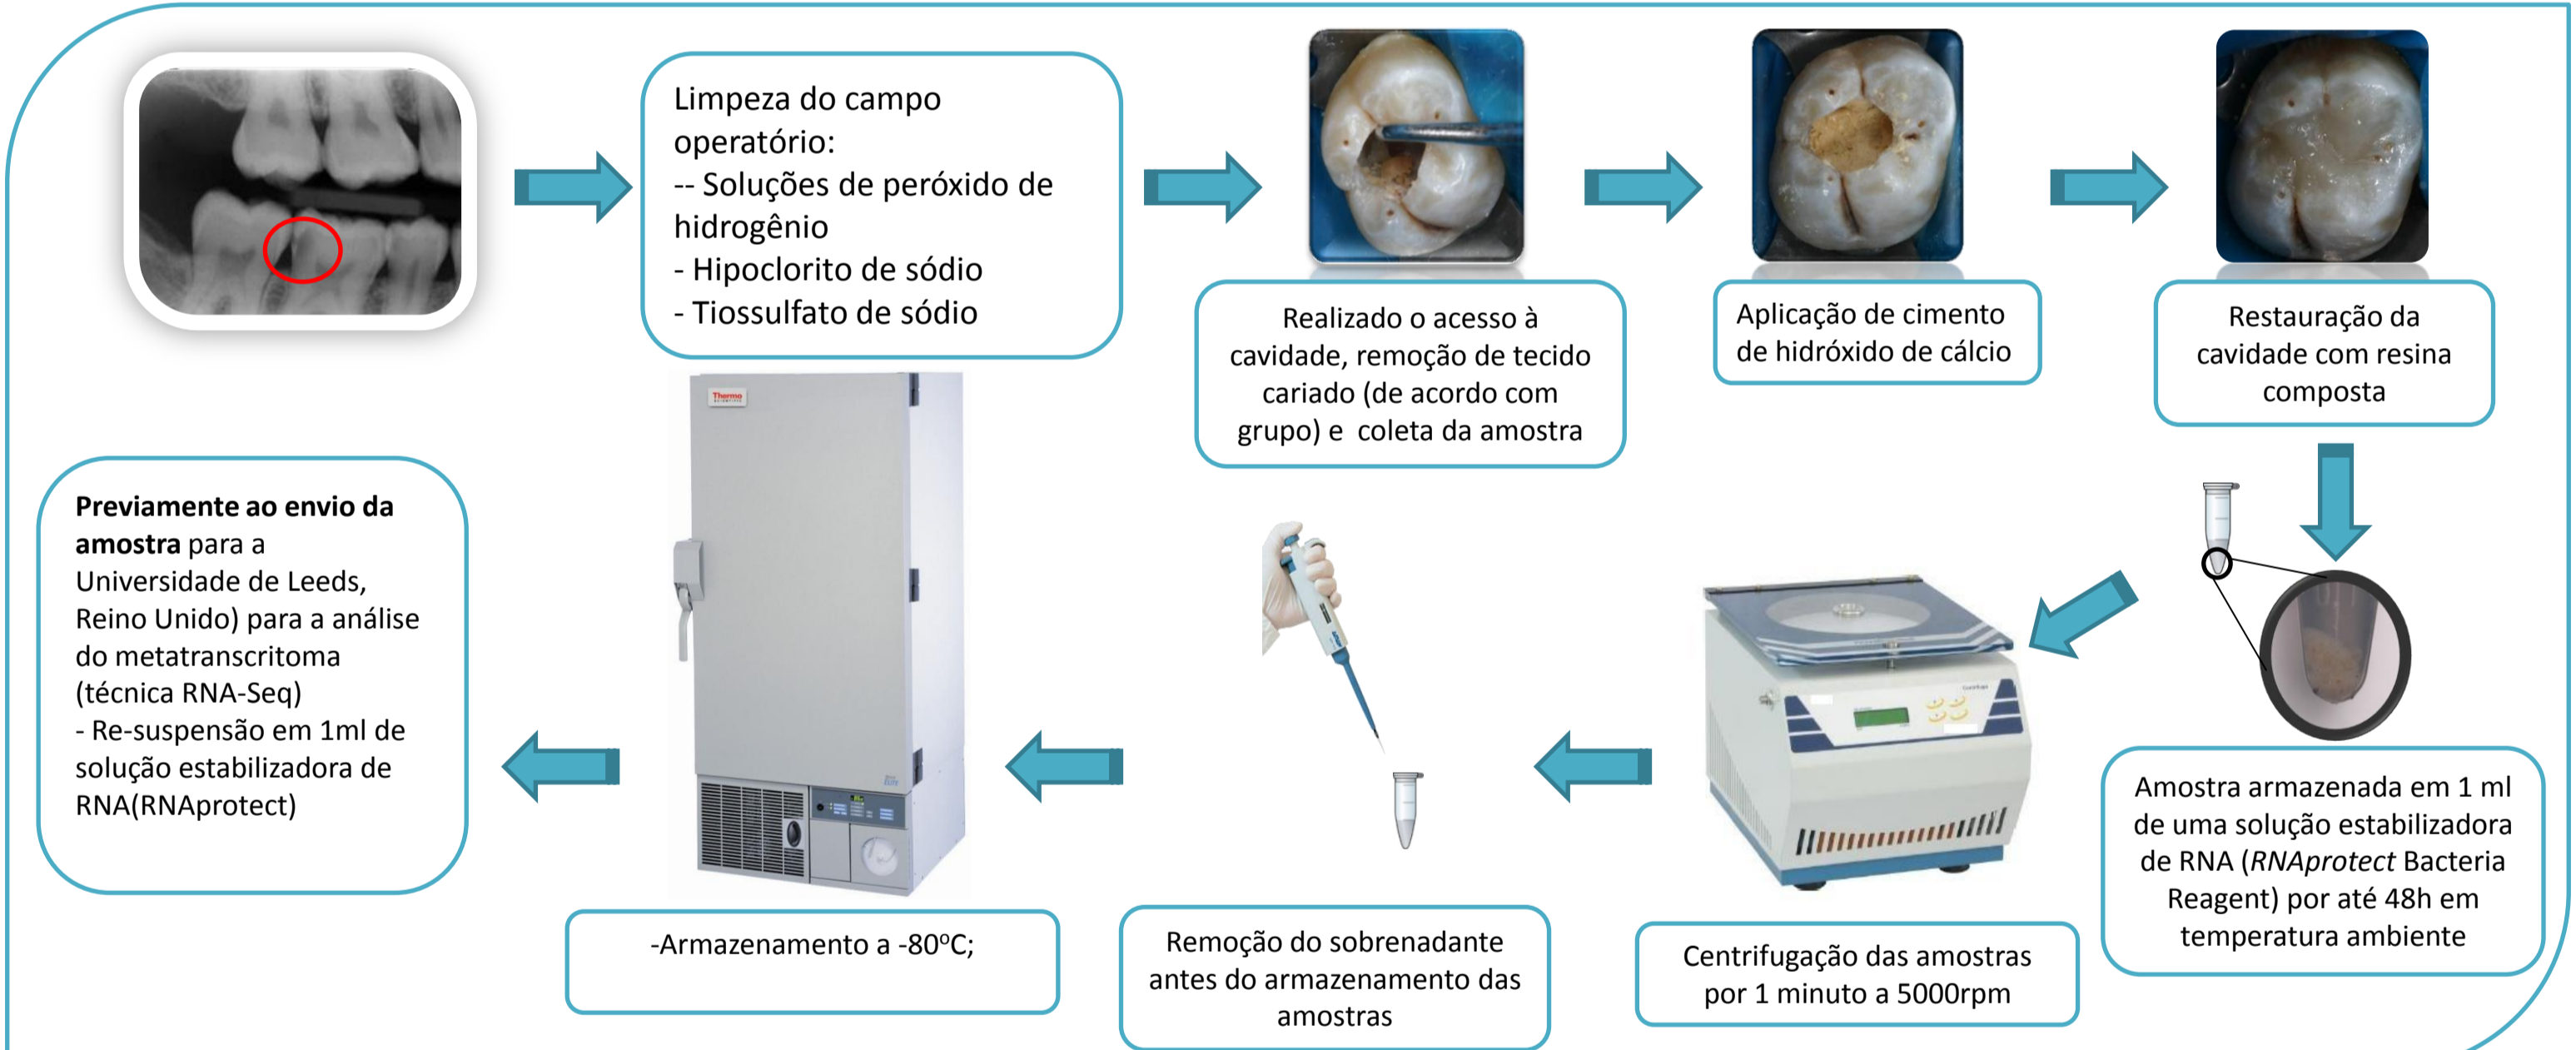 Limpeza do campo
operatório:
-- Soluções de peróxido de
hidrogênio
- Hipoclorito de sódio
- Tiossulfato de sódio
Realizado o acesso à
cavidade, remoção de tecido
cariado (de acordo com
grupo) e  coleta da amostra
Aplicação de cimento
de hidróxido de cálcio
Restauração da
cavidade com resina
composta
Amostra armazenada em 1 ml
de uma solução estabilizadora
de RNA (RNAprotect Bacteria
Reagent) por até 48h em
temperatura ambiente
Centrifugação das amostras
por 1 minuto a 5000rpm
Remoção do sobrenadante
antes do armazenamento das
amostras
Thermo
SCIENTIFIC
-Armazenamento a -80ºC;
Previamente ao envio da
amostra para a
Universidade de Leeds,
Reino Unido) para a análise
do metatranscritoma
(técnica RNA-Seq)
- Re-suspensão em 1ml de
solução estabilizadora de
RNA(RNAprotect)